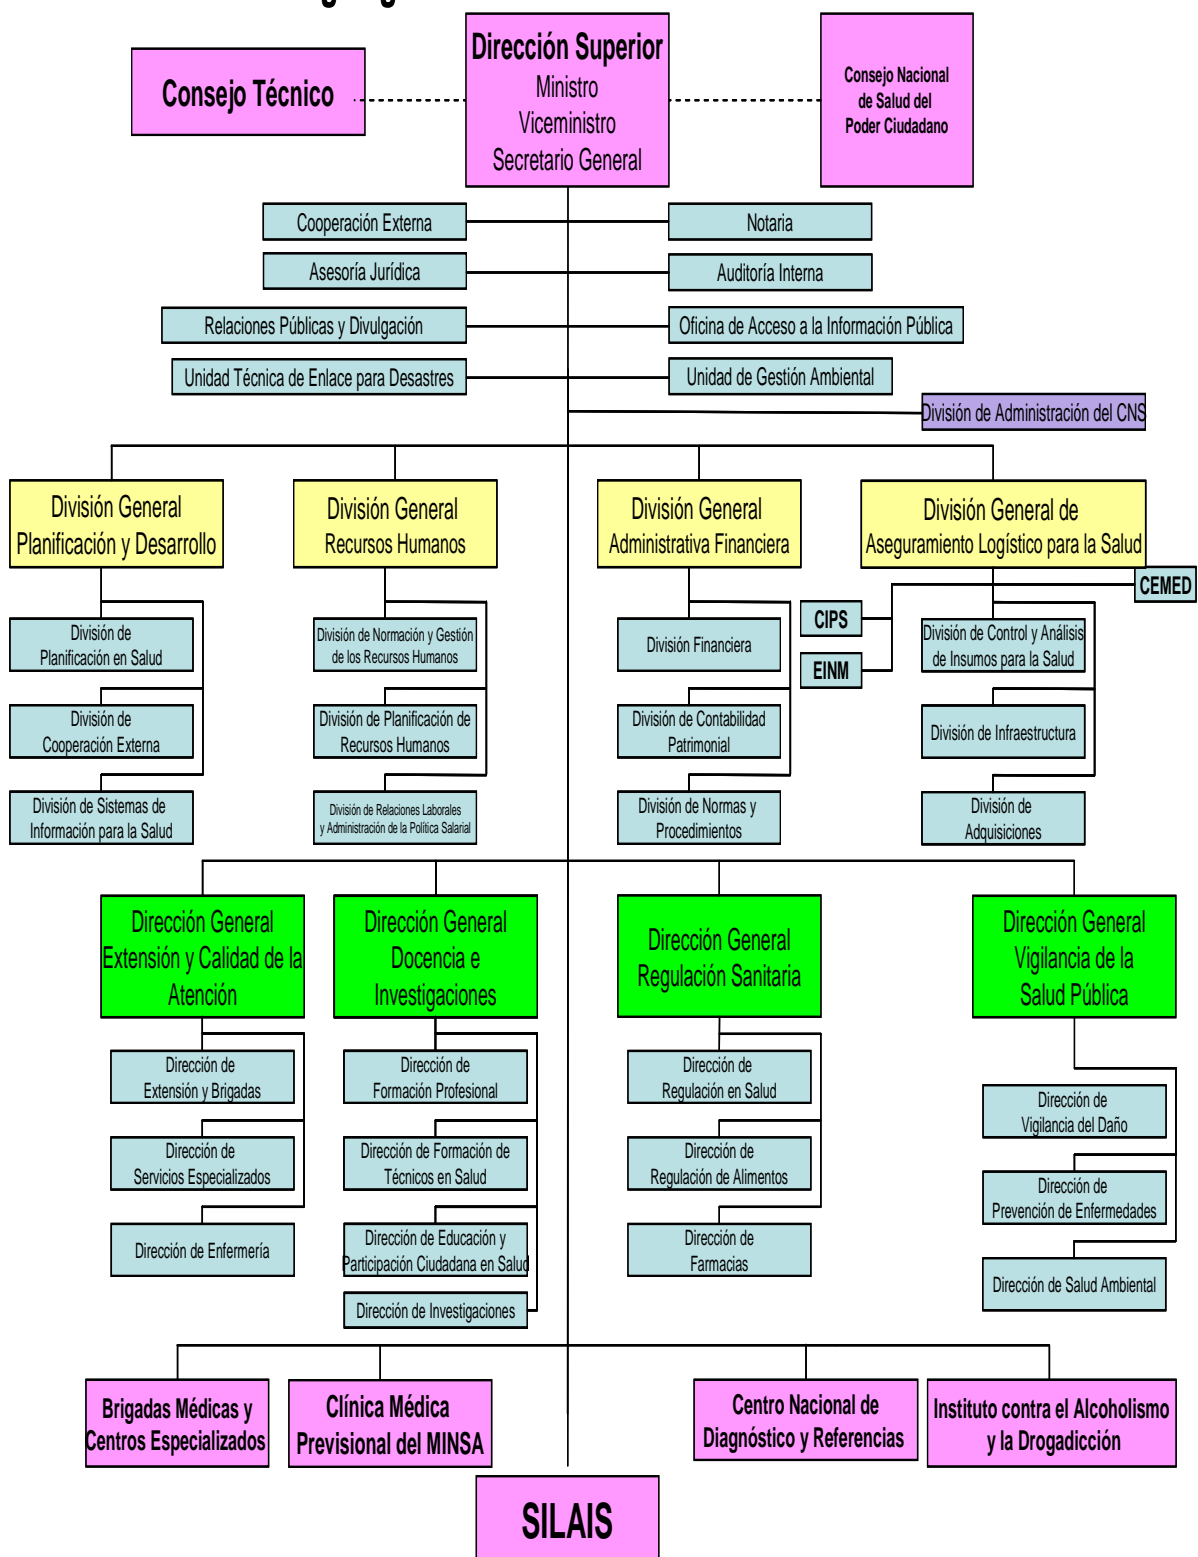 Dirección Superior
Ministro
Viceministro
Secretario General
Consejo Técnico
Consejo Nacional
de Salud del
Poder Ciudadano
Cooperación Externa
Notaria
Asesoría Jurídica
Auditoría Interna
Relaciones Públicas y Divulgación
Oficina de Acceso a la Información Pública
Unidad Técnica de Enlace para Desastres
Unidad de Gestión Ambiental
División de Administración del CNS
División General
Planificación y Desarrollo
División General
Recursos Humanos
División General
Administrativa Financiera
División General de
Aseguramiento Logístico para la Salud
CEMED
CIPS
EINM
División de
Planificación en Salud
División de Normación y Gestión
de los Recursos Humanos
División Financiera
División de Control y Análisis
de Insumos para la Salud
División de
Cooperación Externa
División de Planificación de
Recursos Humanos
División de Contabilidad
Patrimonial
División de Infraestructura
División de Sistemas de
Información para la Salud
División de Relaciones Laborales
y Administración de la Política Salarial
División de Normas y
Procedimientos
División de
Adquisiciones
Dirección General
Extensión y Calidad de la
Atención
Dirección General
Docencia e
Investigaciones
Dirección General
Regulación Sanitaria
Dirección General
Vigilancia de la
Salud Pública
Dirección de
Extensión y Brigadas
Dirección de
Formación Profesional
Dirección de
Regulación en Salud
Dirección de
Vigilancia del Daño
Dirección de
Servicios Especializados
Dirección de Formación de
Técnicos en Salud
Dirección de
Regulación de Alimentos
Dirección de
Prevención de Enfermedades
Dirección de Enfermería
Dirección de Educación y
Participación Ciudadana en Salud
Dirección de
Farmacias
Dirección de Salud Ambiental
Dirección de Investigaciones
Brigadas Médicas y
Centros Especializados
Clínica Médica
Previsional del MINSA
Centro Nacional de
Diagnóstico y Referencias
Instituto contra el Alcoholismo
y la Drogadicción
SILAIS